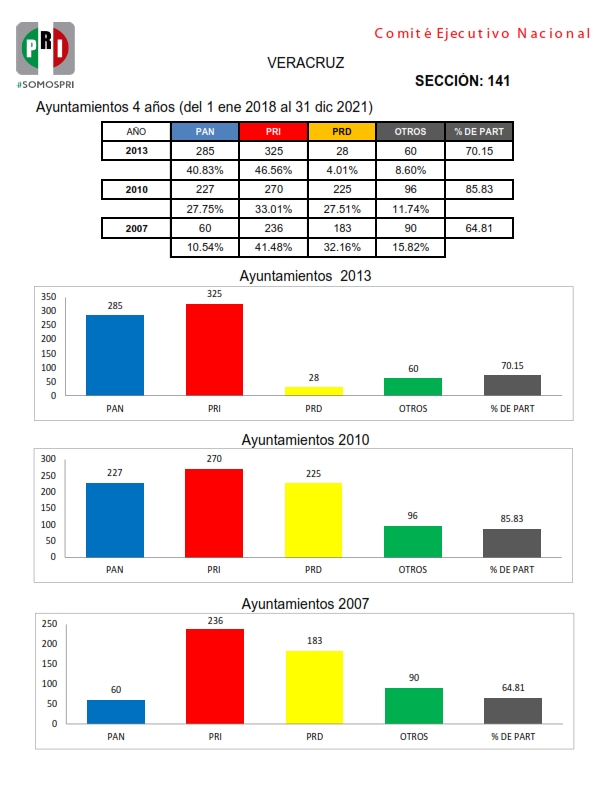 Comité Ejecutivo Nacional
PRI
#SOMOSPRI
VERACRUZ
SECCIÓN: 141
Ayuntamientos 4 años (del 1 ene 2018 al 31 dic 2021)
AÑO PAN PRI PRD OTROS % DE PART
2013 285 325 28 60 70.15
40.83% 46.56% 4.01% 8.60%
2010 227 270 225 96 85.83
27.75% 33.01% 27.51% 11.74%
2007 60 236 183 90 64.81
10.54% 41.48% 32.16% 15.82%
Ayuntamientos 2013
350
300
250
200
150
100
50
0
285 325 28 60 70.15
PAN PRI PRD OTROS % DE PART
Ayuntamientos 2010
300
250
200
150
100
50
0
227 270 225 96 85.83
PAN PRI PRD OTROS % DE PART
Ayuntamientos 2007
250
200
150
100
50
0
60 236 183 90 64.81
PAN PRI PRD OTROS % DE PART